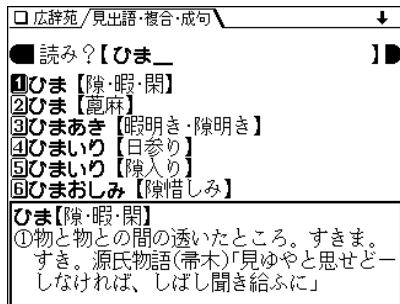 広辞苑/見出語・複合・成句
読み?【ひま_ 】
1ひま【隙・暇・閑】
2ひま【蓖麻】
3ひまあき【暇明き・隙明き】
4ひまいり【日参り】
5ひまいり【隙入り】
6ひまおしみ【隙惜しみ】
ひま【隙・暇・閑】
①物と物との間の透いたところ。すきま。
すき。源氏物語(帚木)「見ゆやと思せどー
しなければ、しばし聞き給ふに」